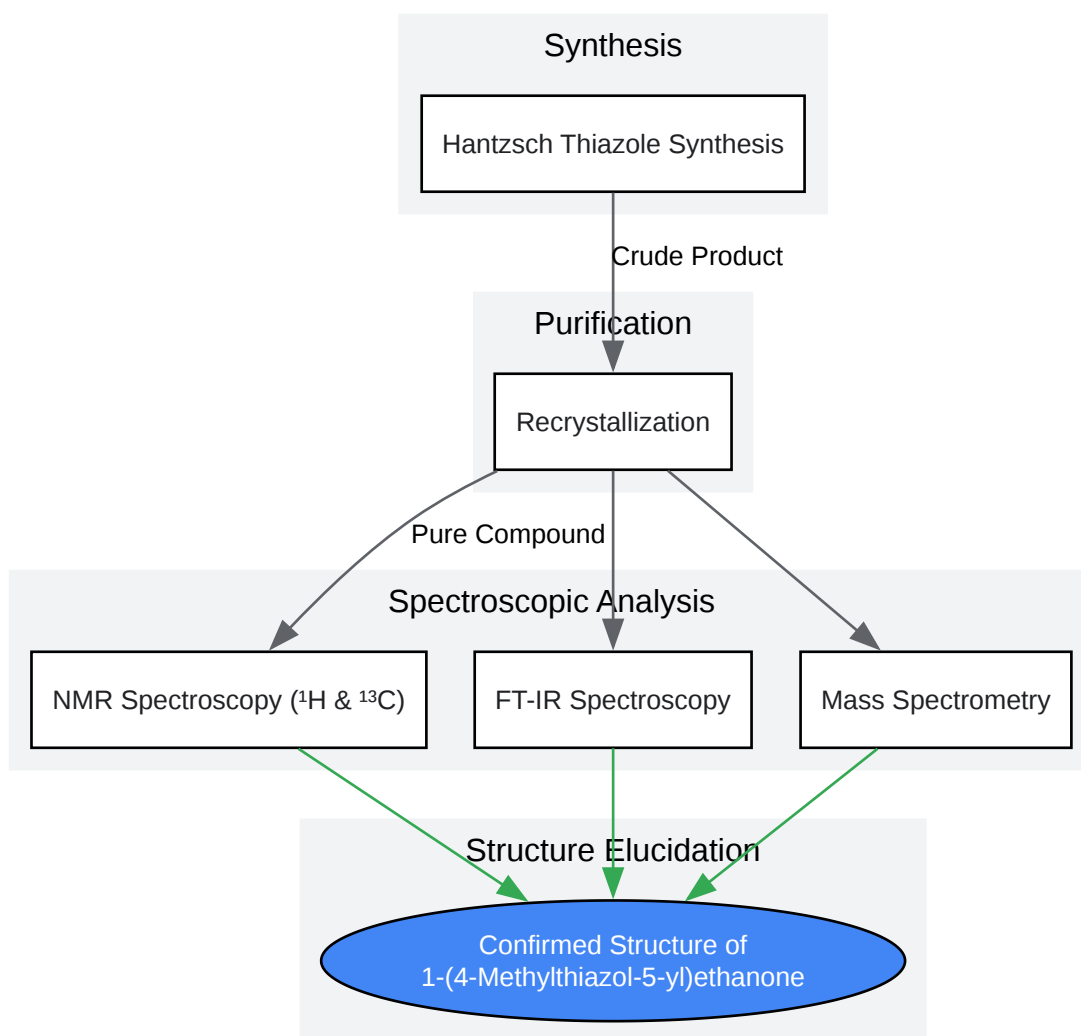 Synthesis
Hantzsch Thiazole Synthesis
Crude Product
Purification
Recrystallization
Pure Compound
Spectroscopic Analysis
NMR Spectroscopy (¹H & ¹³C)
FT-IR Spectroscopy
Mass Spectrometry
Structure Elucidation
Confirmed Structure of
1-(4-Methylthiazol-5-yl)ethanone